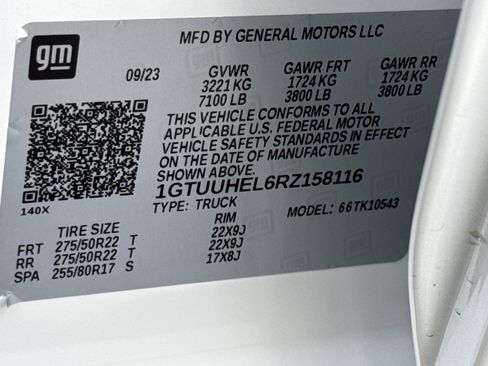 gm
MFD BY GENERAL MOTORS LLC
09/23 GVWR GAWR FRT GAWR RR
3221 KG 1724 KG 1724 KG
7100 LB 3800 LB 3800 LB
THIS VEHICLE CONFORMS TO ALL
APPLICABLE U.S. FEDERAL MOTOR
VEHICLE SAFETY STANDARDS IN EFFECT
ON THE DATE OF MANUFACTURE
SHOWN ABOVE.
1GTUUHEL6RZ158116
140X
TYPE: TRUCK MODEL: 66TK10543
TIRE SIZE RIM
FRT 275/50R22 T 22X9J
RR 275/50R22 T 22X9J
SPA 255/80R17 S 17X8J